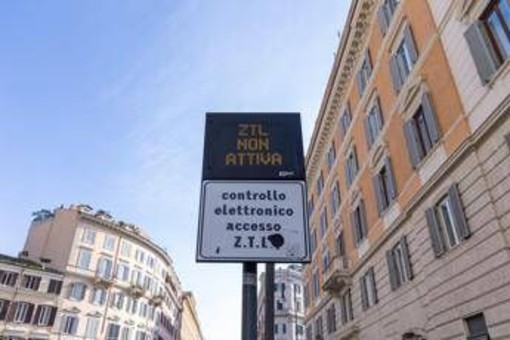 ZTL
NON
ATTIVA
controllo
elettronico
accesso
Z.T.L